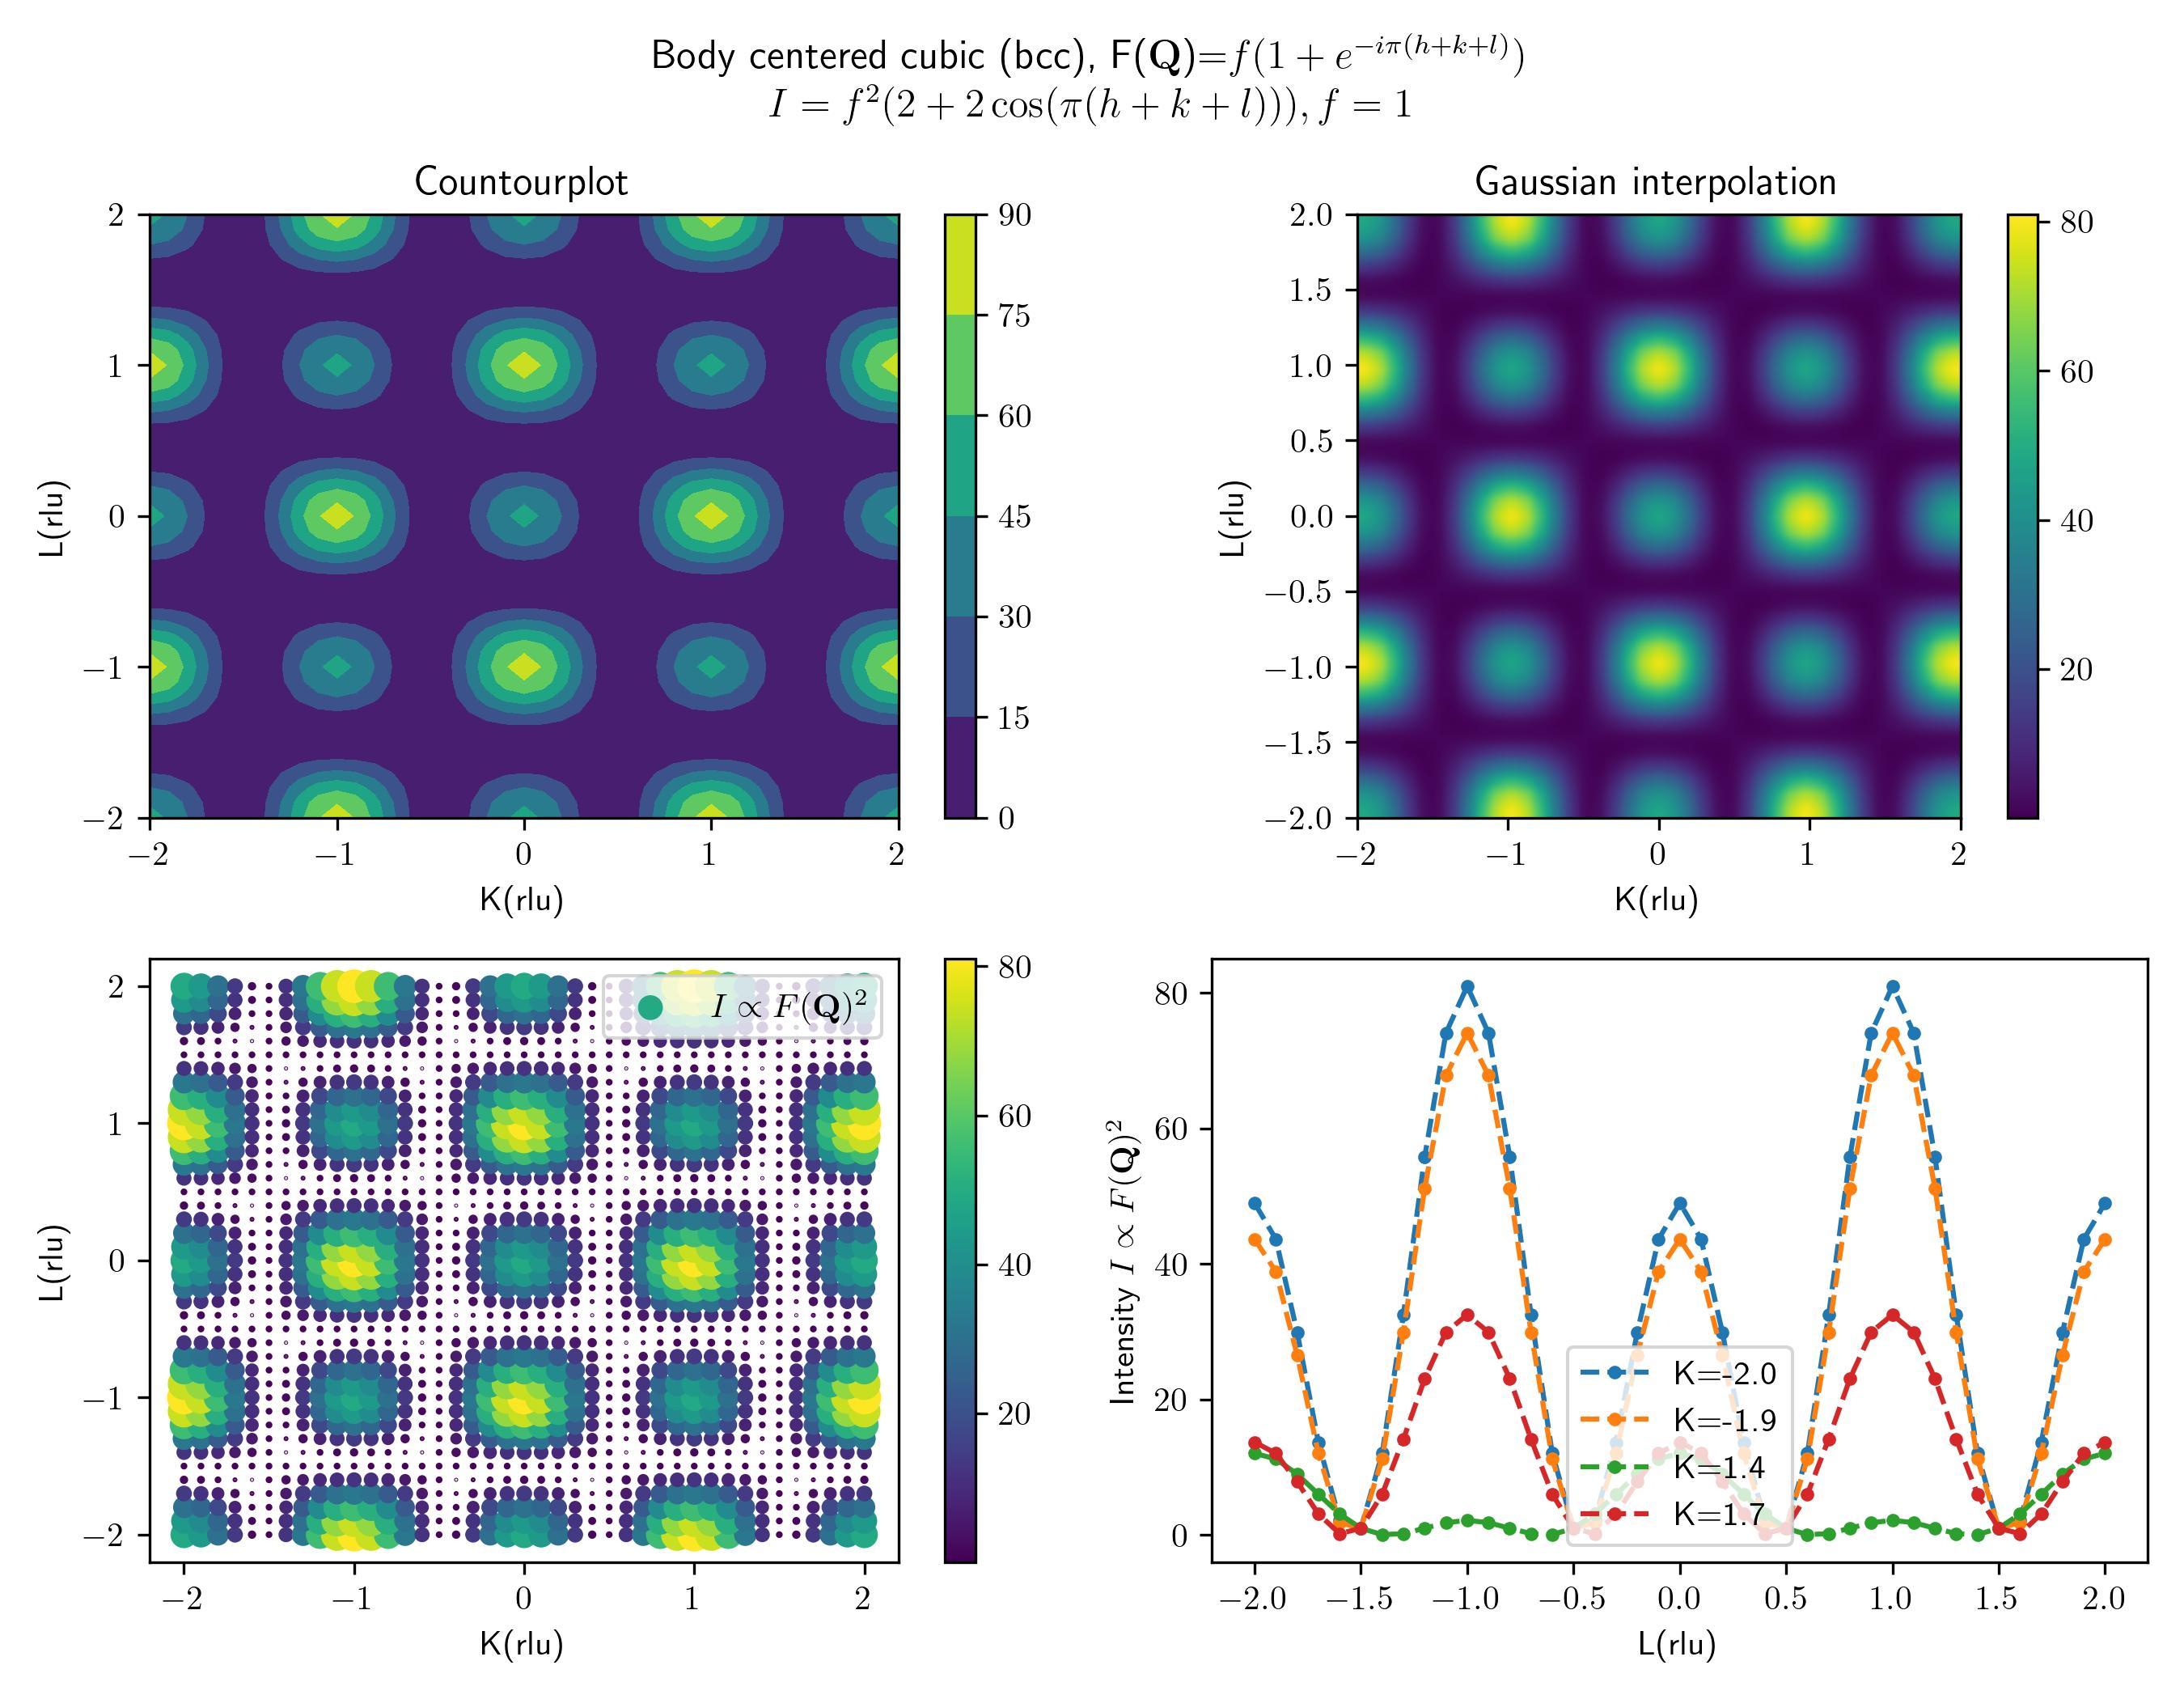 Body centered cubic (bcc), F(Q)=f(1 + e^{−iπ(h+k+l)})
I = f²(2 + 2 cos(π(h + k + l))), f = 1
Countourplot
2
1
0
−1
−2
−2 −1 0 1 2
L(rlu)
K(rlu)
90
75
60
45
30
15
0
Gaussian interpolation
2.0
1.5
1.0
0.5
0.0
−0.5
−1.0
−1.5
−2.0
−2 −1 0 1 2
L(rlu)
K(rlu)
80
60
40
20
2
1
0
−1
−2
−2 −1 0 1 2
L(rlu)
K(rlu)
I ∝ F(Q)²
80
60
40
20
80
60
40
20
0
−2.0 −1.5 −1.0 −0.5 0.0 0.5 1.0 1.5 2.0
Intensity I ∝ F(Q)²
L(rlu)
K=-2.0
K=-1.9
K=1.4
K=1.7